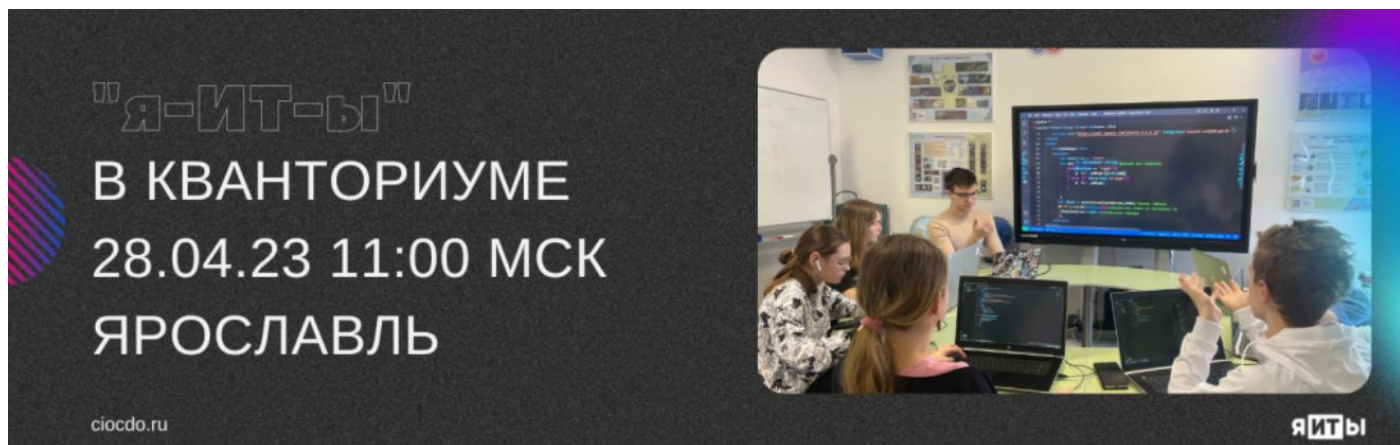 "я-ИТ-ы"
В КВАНТОРИУМЕ
28.04.23 11:00 МСК
ЯРОСЛАВЛЬ
ciocdo.ru
яИТы